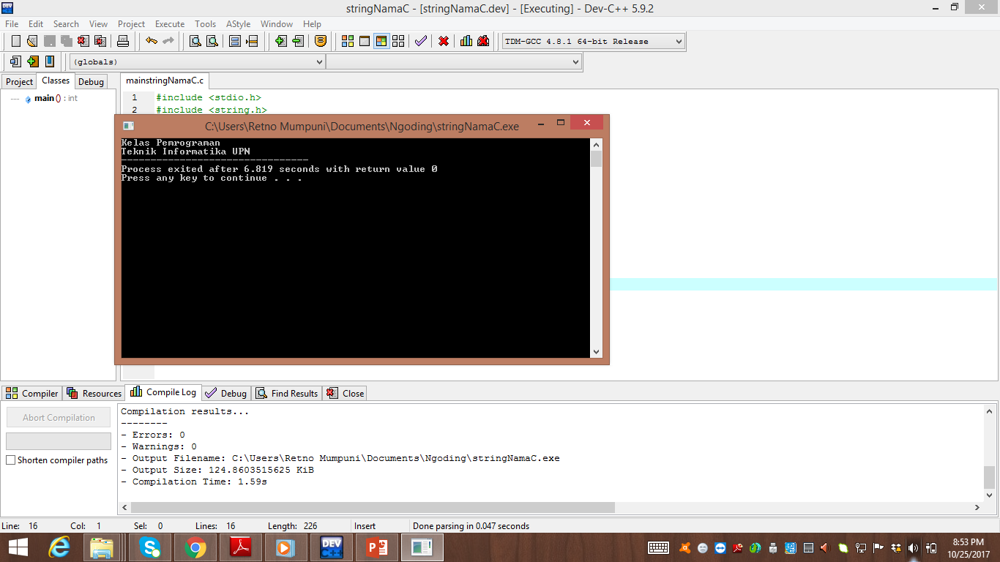 stringNamaC - [stringNamaC.dev] - [Executing] - Dev-C++ 5.9.2
File Edit Search View Project Execute Tools AStyle Window Help
TDM-GCC 4.8.1 64-bit Release
(globals)
Project Classes Debug
mainstringNamaC.c
main () : int
1 #include <stdio.h>
2 #include <string.h>
C:\Users\Retno Mumpuni\Documents\Ngoding\stringNamaC.exe
Kelas Pemrograman
Teknik Informatika UPN
--------------------------------
Process exited after 6.819 seconds with return value 0
Press any key to continue . . .
Compiler Resources Compile Log Debug Find Results Close
Abort Compilation
Shorten compiler paths
Compilation results...
--------
- Errors: 0
- Warnings: 0
- Output Filename: C:\Users\Retno Mumpuni\Documents\Ngoding\stringNamaC.exe
- Output Size: 124.8603515625 KiB
- Compilation Time: 1.59s
Line: 16 Col: 1 Sel: 0 Lines: 16 Length: 226 Insert Done parsing in 0.047 seconds
DEV C++
8:53 PM
10/25/2017